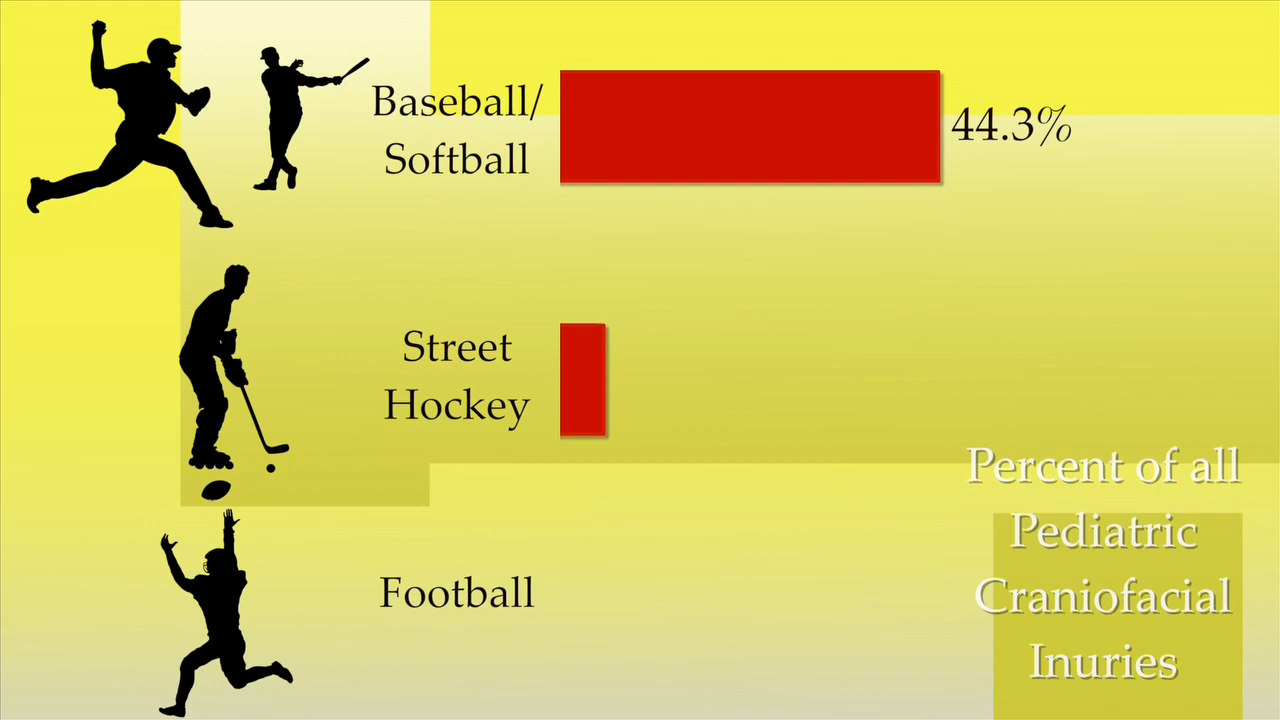 Baseball/
Softball
44.3%
Street
Hockey
Football
Percent of all
Pediatric
Craniofacial
Inuries